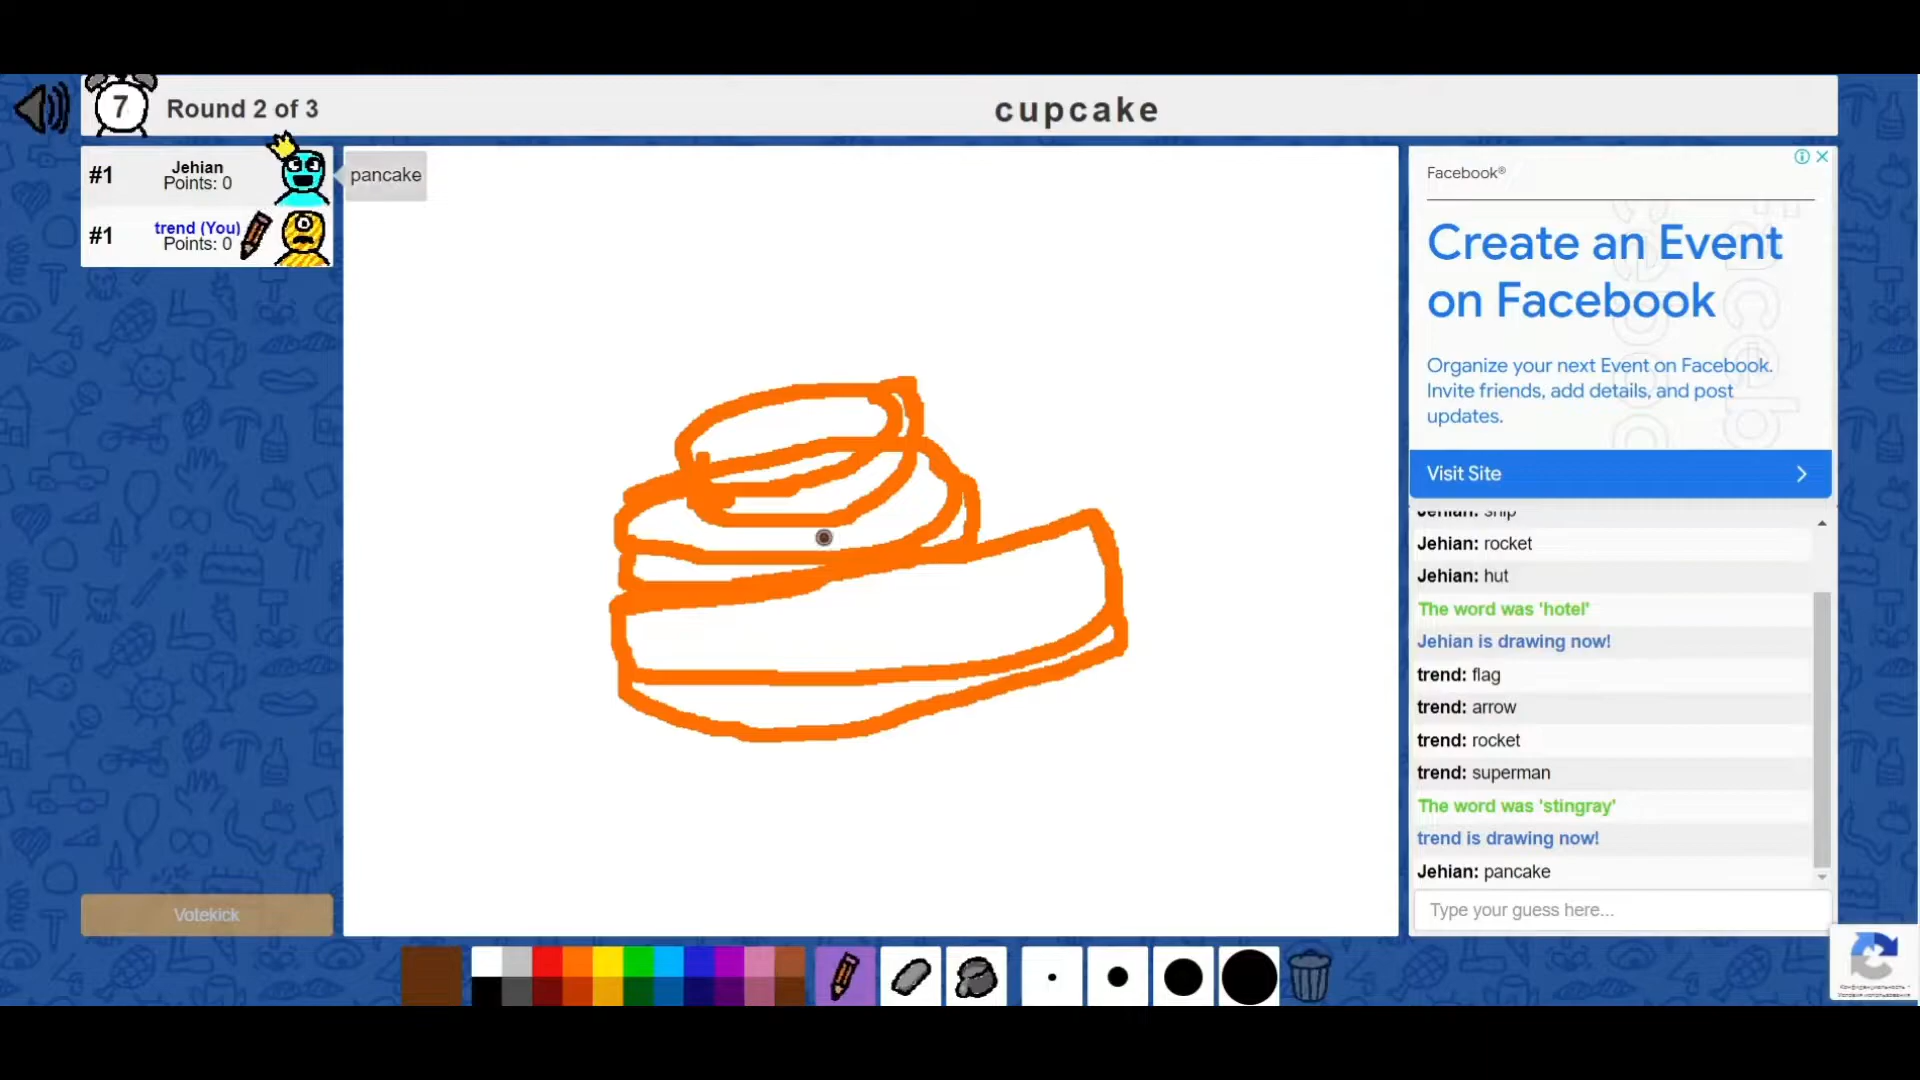 7
Round 2 of 3
cupcake
#1
Jehian
Points: 0
pancake
#1
trend (You)
Points: 0
Votekick
Facebook®
Create an Event
on Facebook
Organize your next Event on Facebook.
Invite friends, add details, and post
updates.
Visit Site
Jehian: ship
Jehian: rocket
Jehian: hut
The word was 'hotel'
Jehian is drawing now!
trend: flag
trend: arrow
trend: rocket
trend: superman
The word was 'stingray'
trend is drawing now!
Jehian: pancake
Type your guess here...